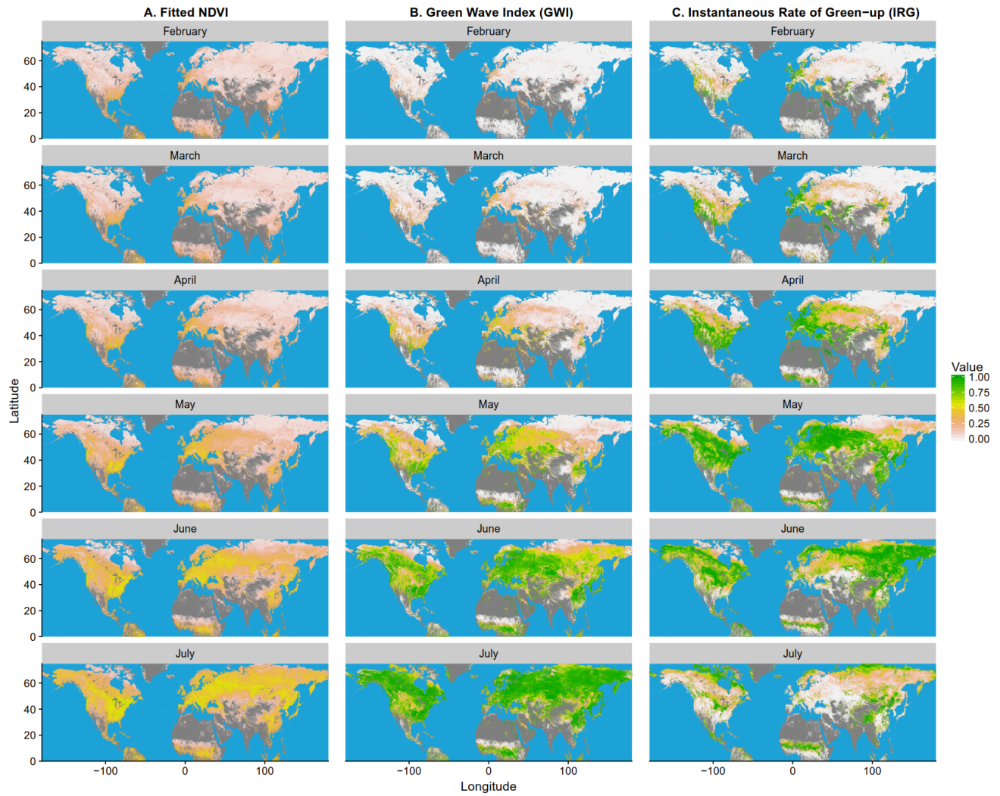 A. Fitted NDVI
B. Green Wave Index (GWI)
C. Instantaneous Rate of Green−up (IRG)
February
February
February
60
40
20
0
March
March
March
60
40
20
0
April
April
April
60
40
20
0
May
May
May
60
40
20
0
June
June
June
60
40
20
0
July
July
July
60
40
20
0
−100
0
100
−100
0
100
−100
0
100
Longitude
Latitude
Value
1.00
0.75
0.50
0.25
0.00